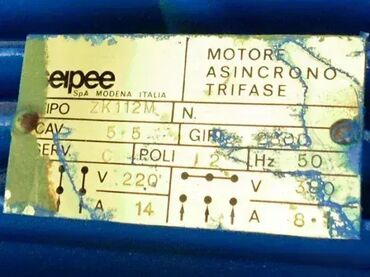 seipee
SpA MODENA ITALIA
MOTORE
ASINCRONO
TRIFASE
TIPO ZK112M N.
CAV 5 5 GIRI
SERV. C POLI 2 Hz 50
V 220 V 380
A 14 A 8